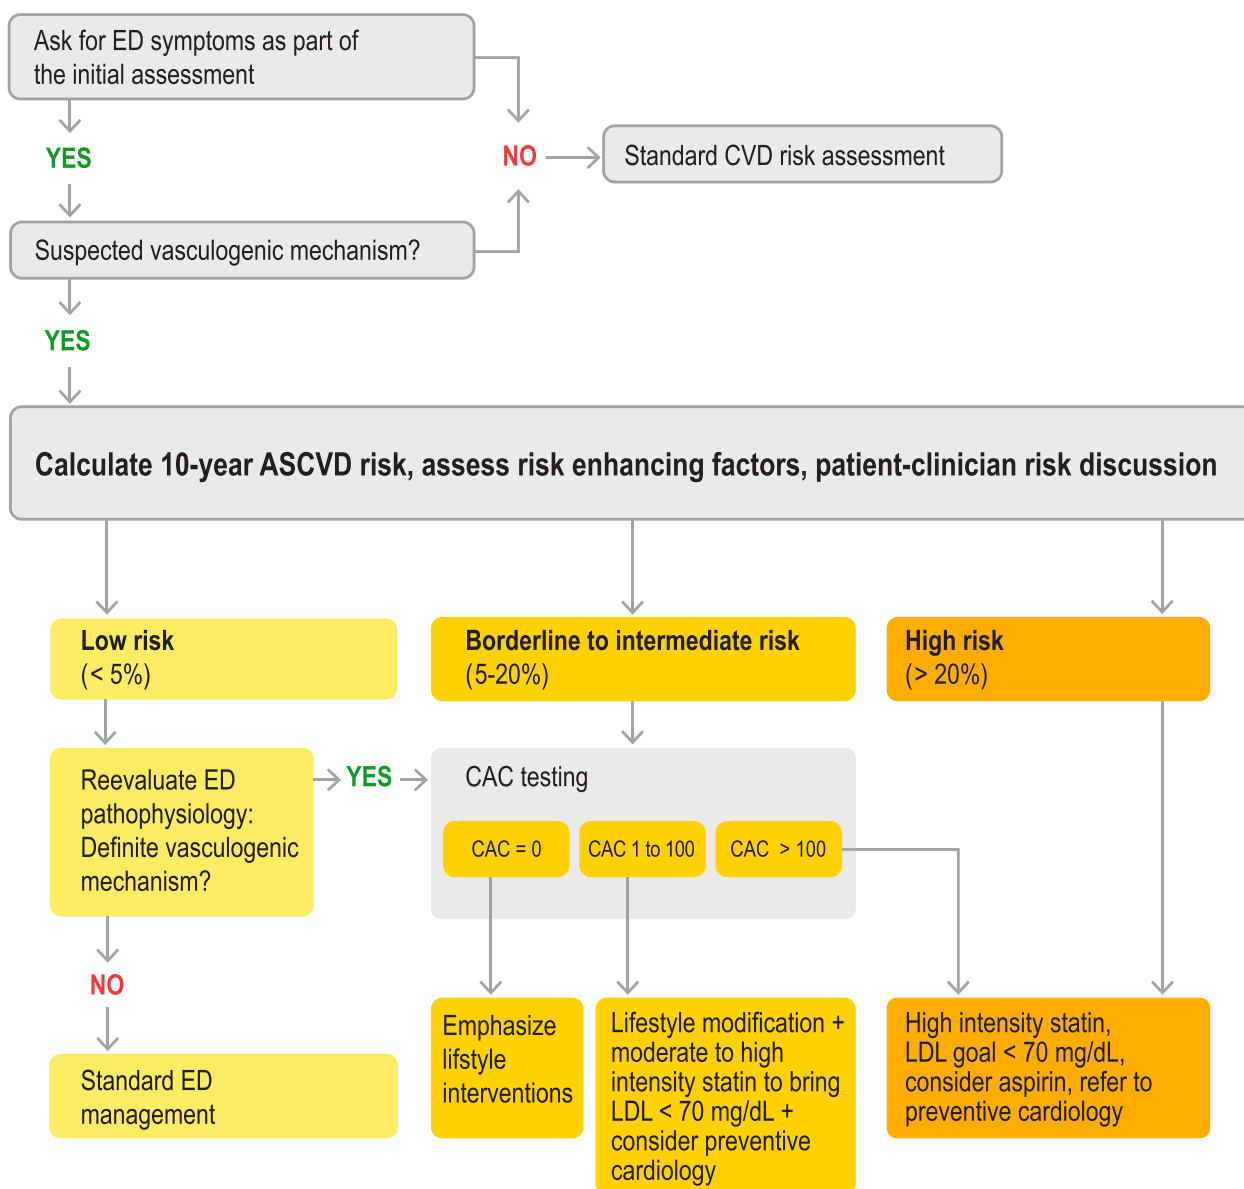 Ask for ED symptoms as part of
the initial assessment
YES
NO
Standard CVD risk assessment
Suspected vasculogenic mechanism?
YES
Calculate 10-year ASCVD risk, assess risk enhancing factors, patient-clinician risk discussion
Low risk
(< 5%)
Borderline to intermediate risk
(5-20%)
High risk
(> 20%)
Reevaluate ED
pathophysiology:
Definite vasculogenic
mechanism?
YES
CAC testing
CAC = 0
CAC 1 to 100
CAC > 100
NO
Standard ED
management
Emphasize
lifstyle
interventions
Lifestyle modification +
moderate to high
intensity statin to bring
LDL < 70 mg/dL +
consider preventive
cardiology
High intensity statin,
LDL goal < 70 mg/dL,
consider aspirin, refer to
preventive cardiology